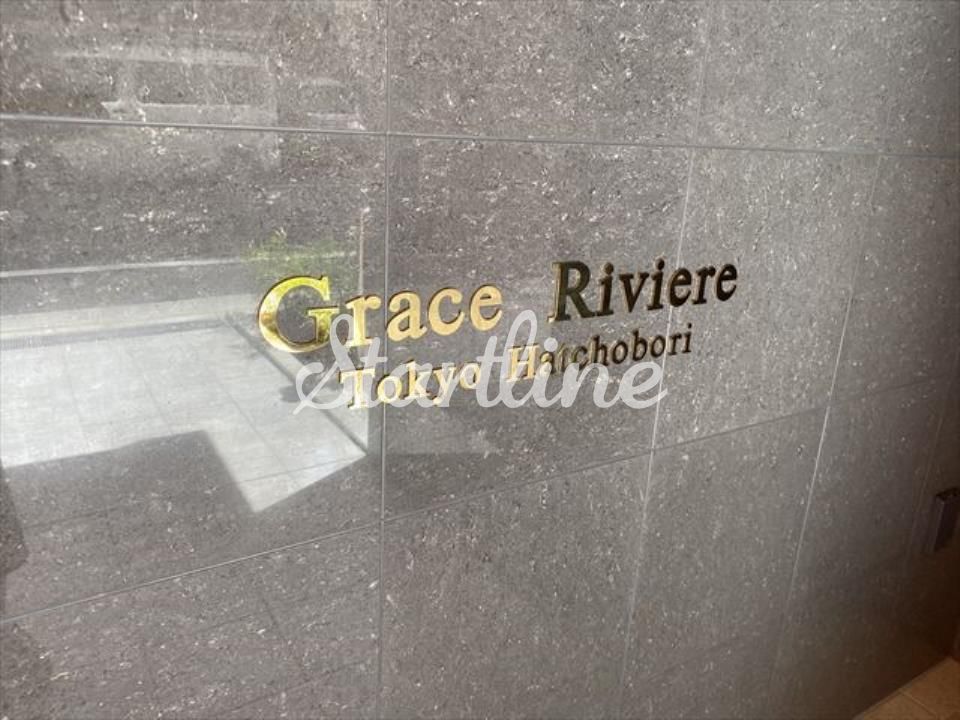 Grace Riviere
Tokyo Hatchobori
Startline